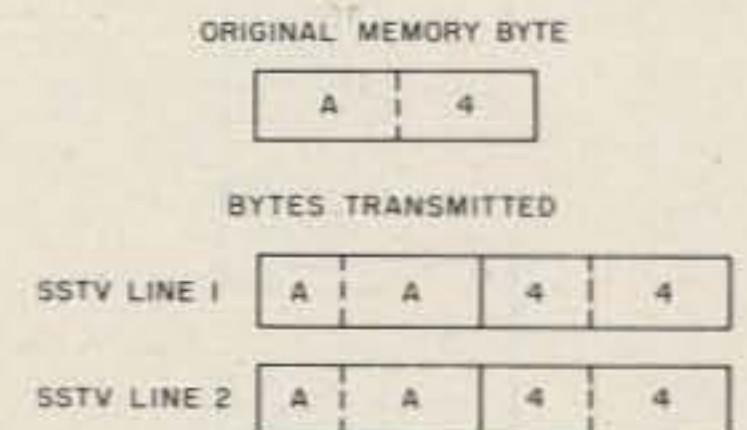 ORIGINAL MEMORY BYTE
A 4
BYTES TRANSMITTED
SSTV LINE 1 A A 4 4
SSTV LINE 2 A A 4 4